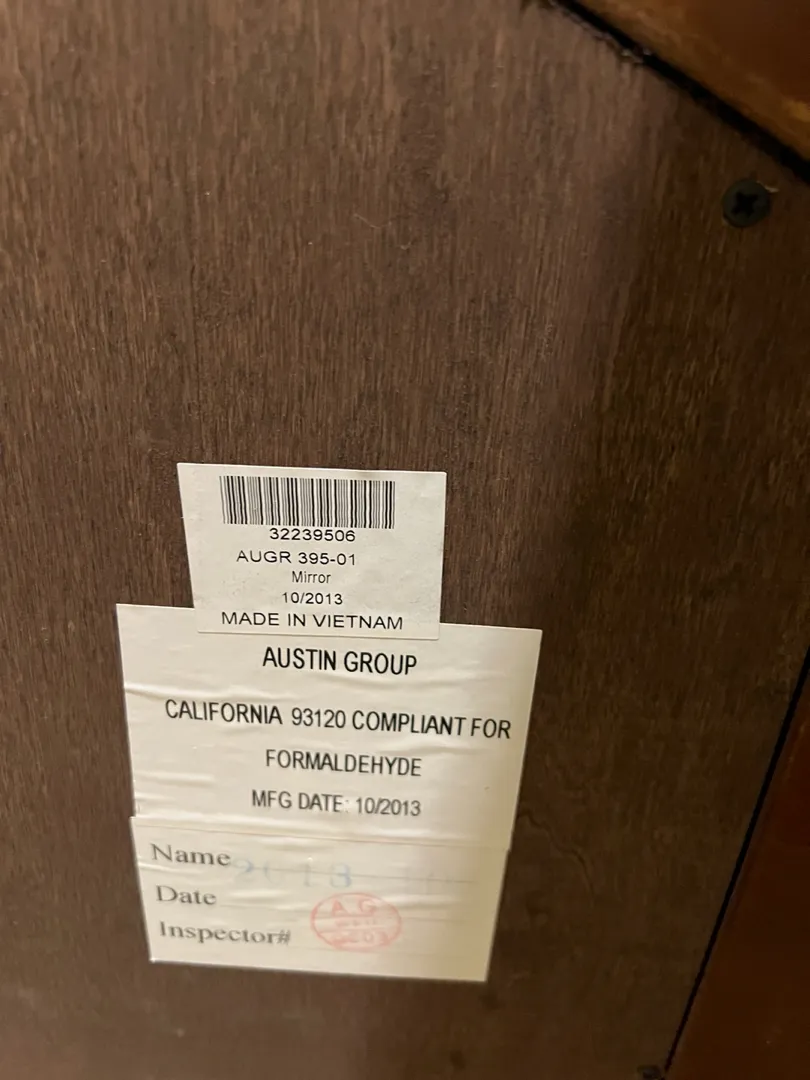 32239506
AUGR 395-01
Mirror
10/2013
MADE IN VIETNAM
AUSTIN GROUP
CALIFORNIA 93120 COMPLIANT FOR
FORMALDEHYDE
MFG DATE: 10/2013
Name
Date
Inspector#
A G